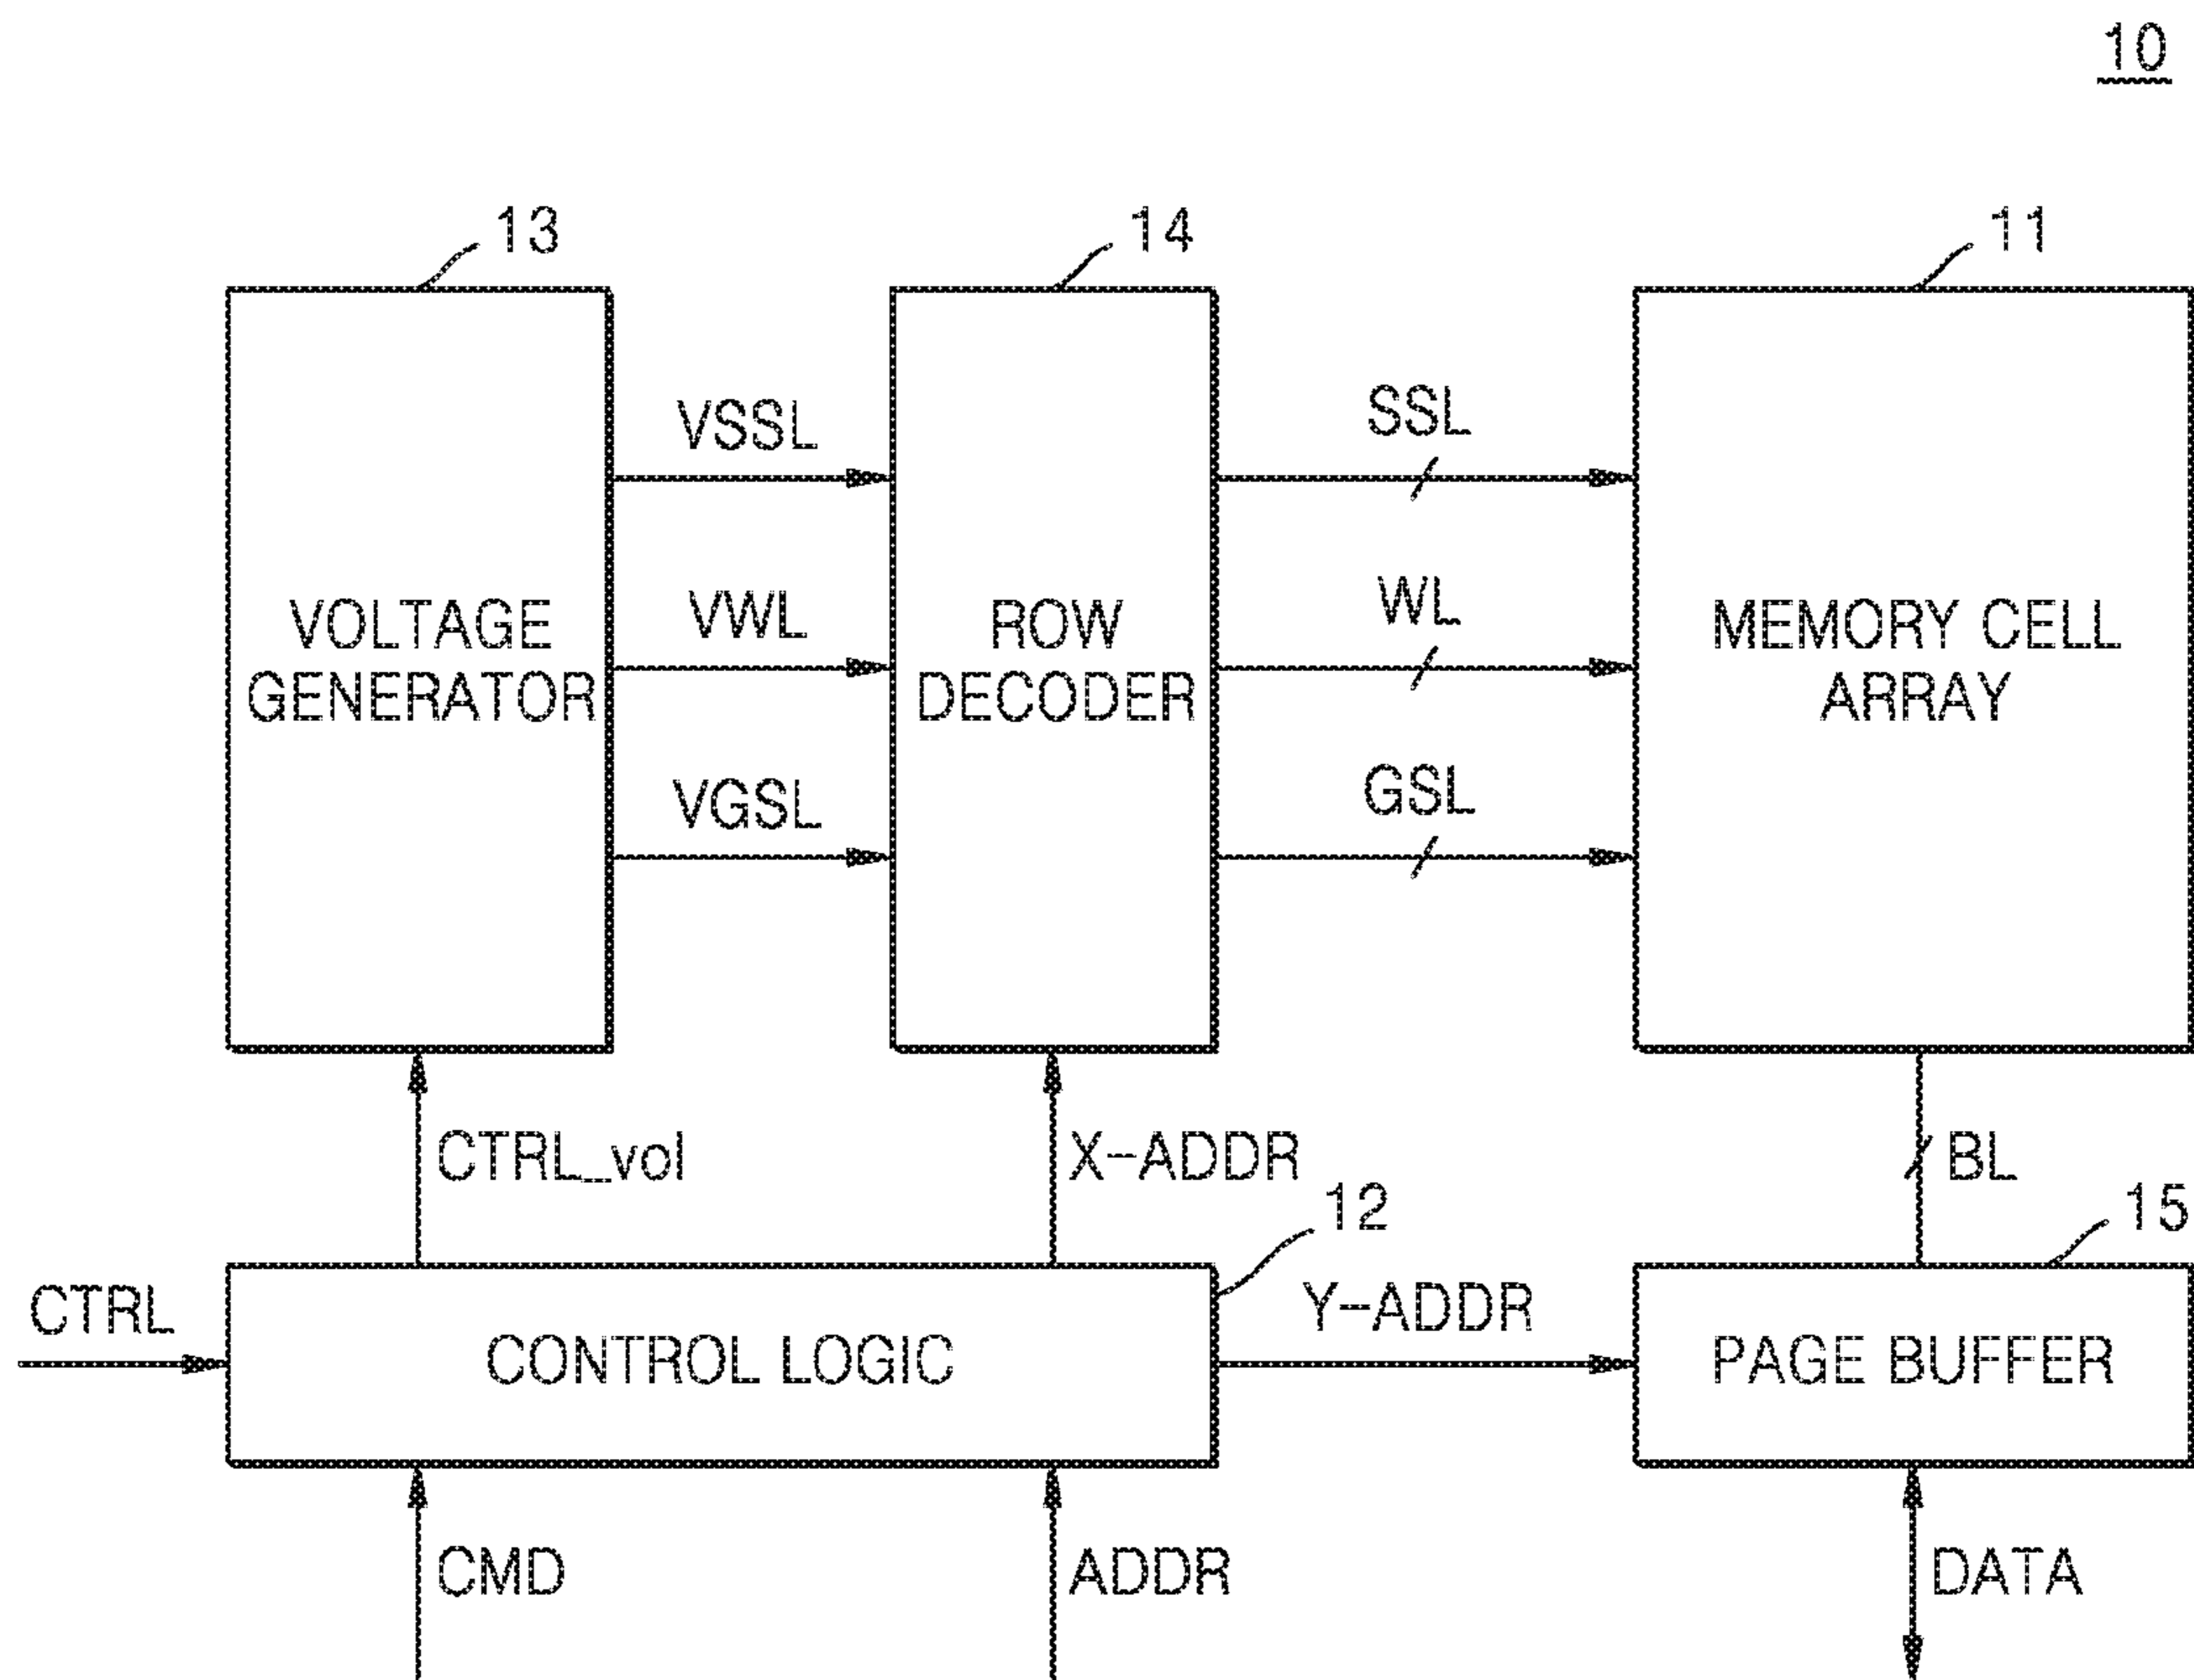 10
13
14
11
VSSL
SSL
VOLTAGE
GENERATOR
VWL
ROW
DECODER
WL
MEMORY CELL
ARRAY
VGSL
GSL
CTRL_vol
X-ADDR
BL
12
15
CTRL
CONTROL LOGIC
Y-ADDR
PAGE BUFFER
CMD
ADDR
DATA